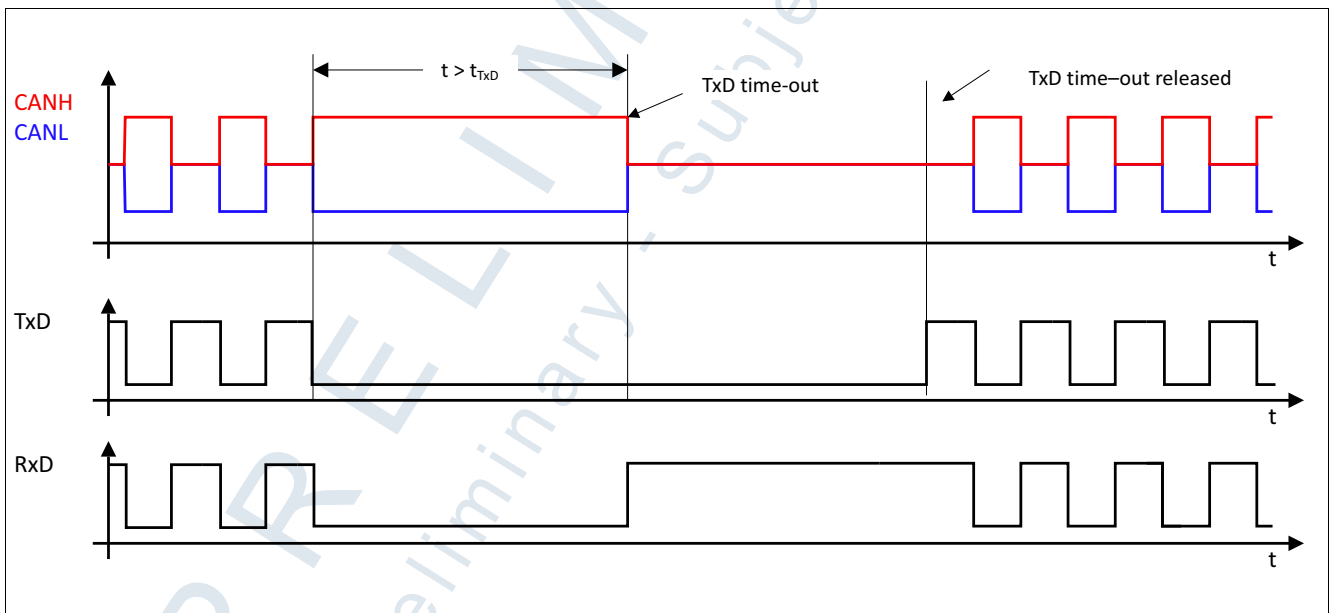 t > tTxD
TxD time-out
TxD time–out released
CANH
CANL
t
TxD
t
RxD
t
PRELIM
Preliminary - Subje